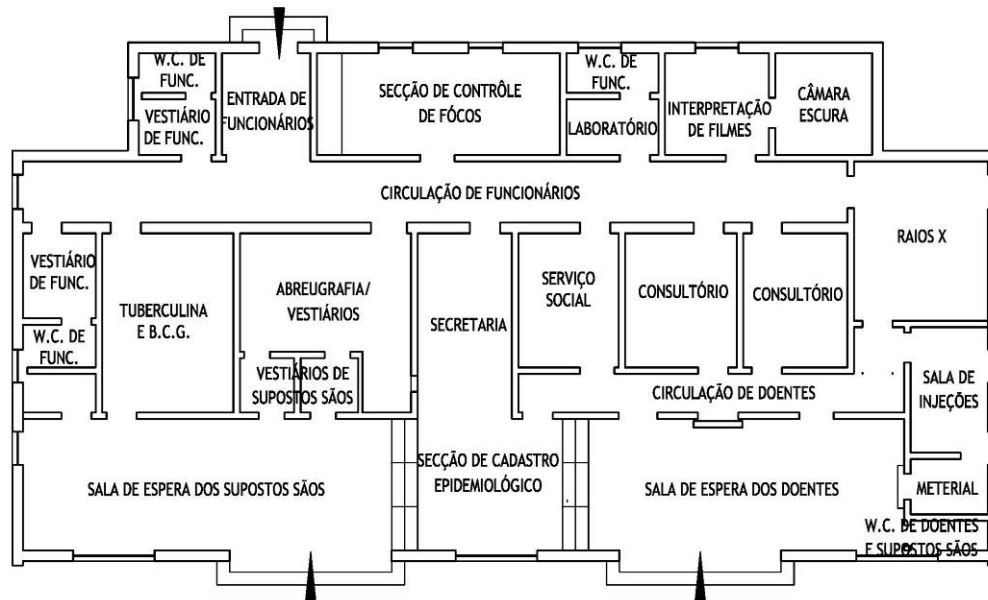 W.C. DE
FUNC.
VESTIÁRIO
DE FUNC.
ENTRADA DE
FUNCIONÁRIOS
SECÇÃO DE CONTRÔLE
DE FÓCOS
W.C. DE
FUNC.
LABORATÓRIO
INTERPRETAÇÃO
DE FILMES
CÂMARA
ESCURA
CIRCULAÇÃO DE FUNCIONÁRIOS
RAIOS X
VESTIÁRIO
DE FUNC.
W.C. DE
FUNC.
TUBERCULINA
E B.C.G.
ABREUGRAFIA/
VESTIÁRIOS
VESTIÁRIOS DE
SUPOSTOS SÃOS
SECRETARIA
SERVIÇO
SOCIAL
CONSULTÓRIO
CONSULTÓRIO
CIRCULAÇÃO DE DOENTES
SALA DE
INJEÇÕES
SALA DE ESPERA DOS SUPOSTOS SÃOS
SECÇÃO DE CADASTRO
EPIDEMIOLÓGICO
SALA DE ESPERA DOS DOENTES
METERIAL
W.C. DE DOENTES
E SUPOSTOS SÃOS